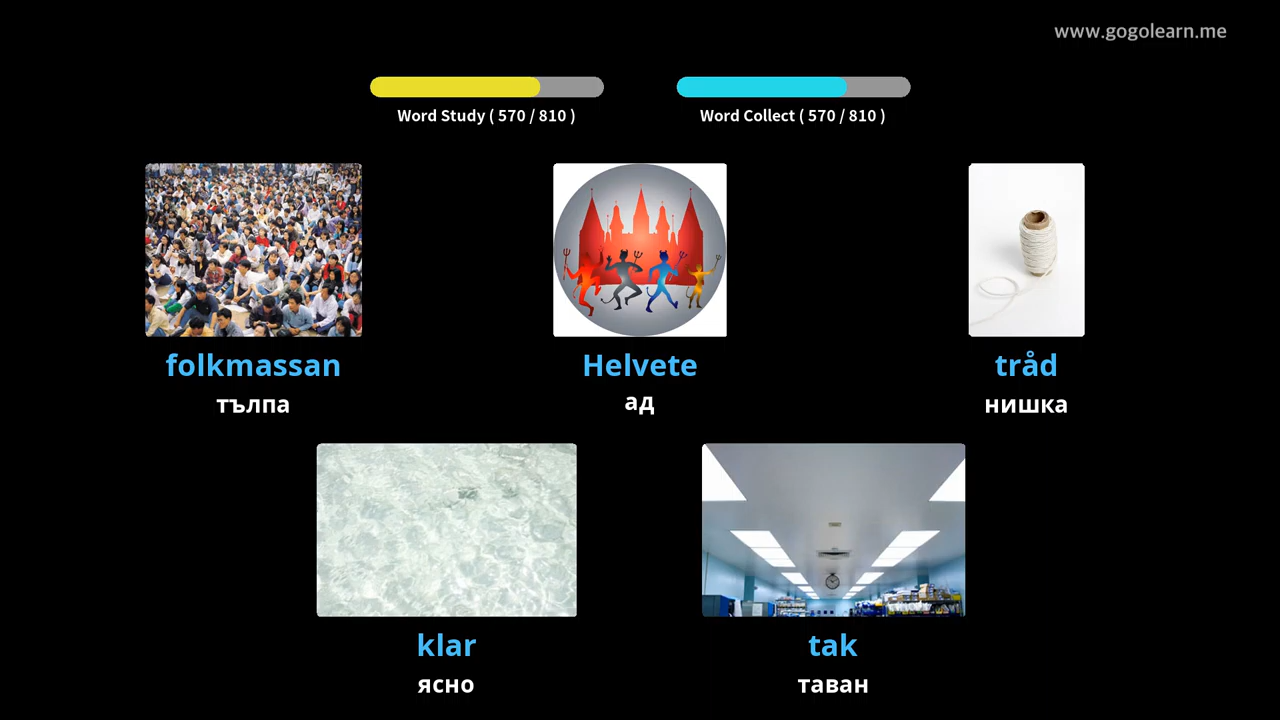 www.gogolearn.me
Word Study ( 570 / 810 )
Word Collect ( 570 / 810 )
folkmassan
тълпа
Helvete
ад
tråd
нишка
klar
ясно
tak
таван